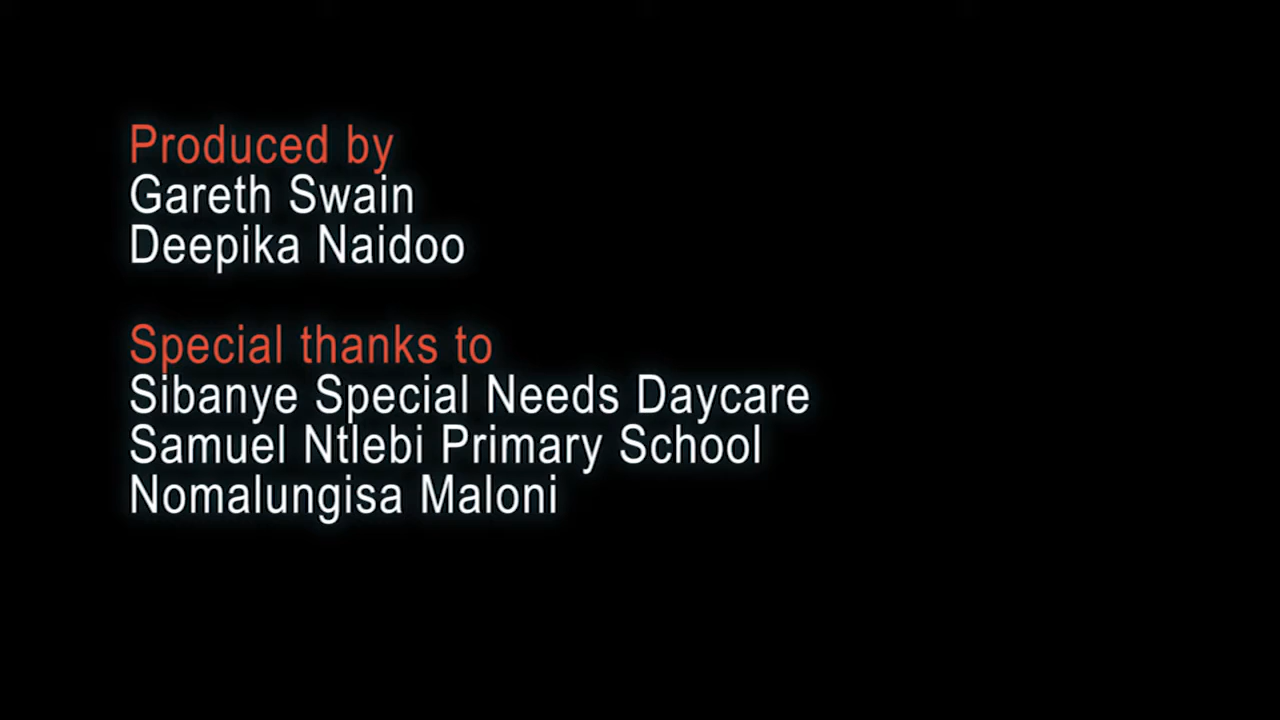 Produced by
Gareth Swain
Deepika Naidoo
Special thanks to
Sibanye Special Needs Daycare
Samuel Ntlebi Primary School
Nomalungisa Maloni